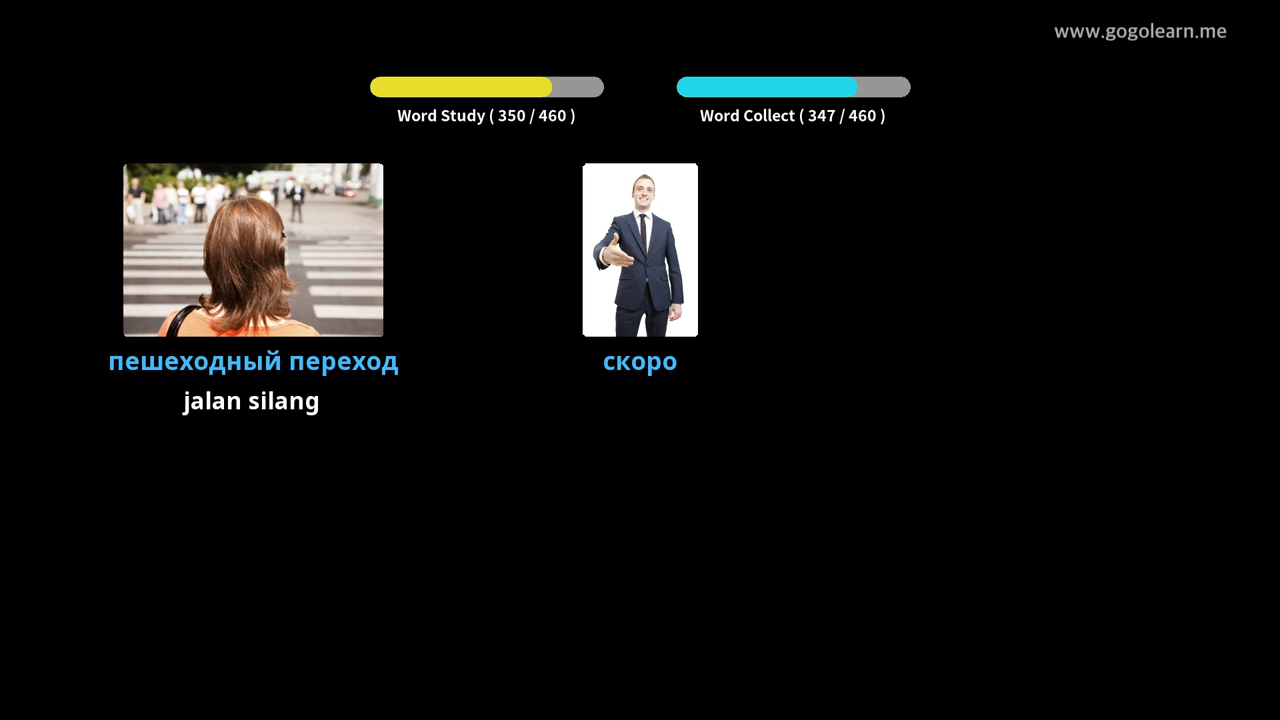 www.gogolearn.me
Word Study ( 350 / 460 )
Word Collect ( 347 / 460 )
пешеходный переход
jalan silang
скоро